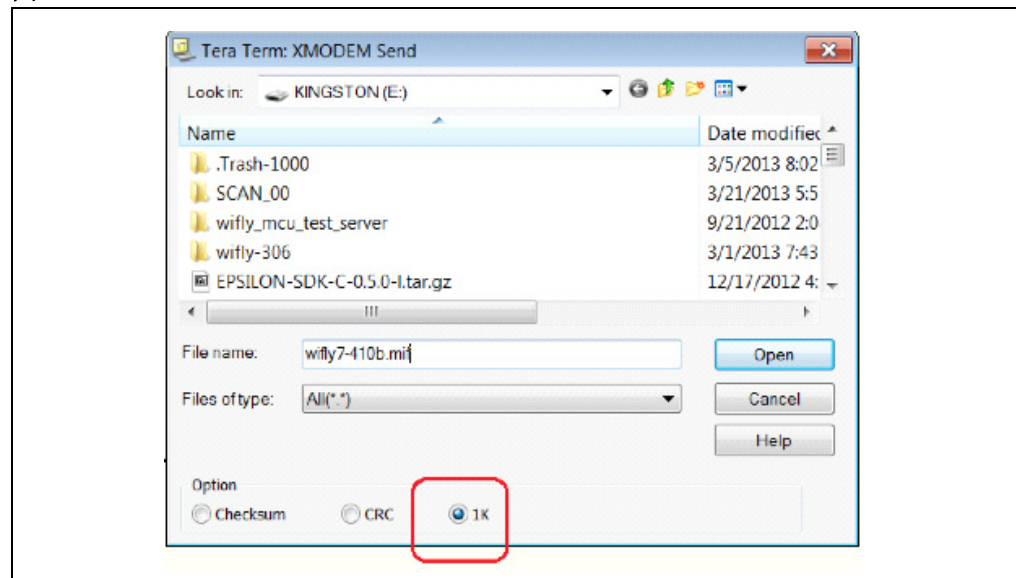 Tera Term: XMODEM Send
Look in: KINGSTON (E:)
Name Date modified
.Trash-1000 3/5/2013 8:02
SCAN_00 3/21/2013 5:5
wifly_mcu_test_server 9/21/2012 2:0
wifly-306 3/1/2013 7:43
EPSILON-SDK-C-0.5.0-I.tar.gz 12/17/2012 4:
File name: wifly7-410b.mif Open
Files of type: All(*.*) Cancel
Help
Option
Checksum CRC 1K